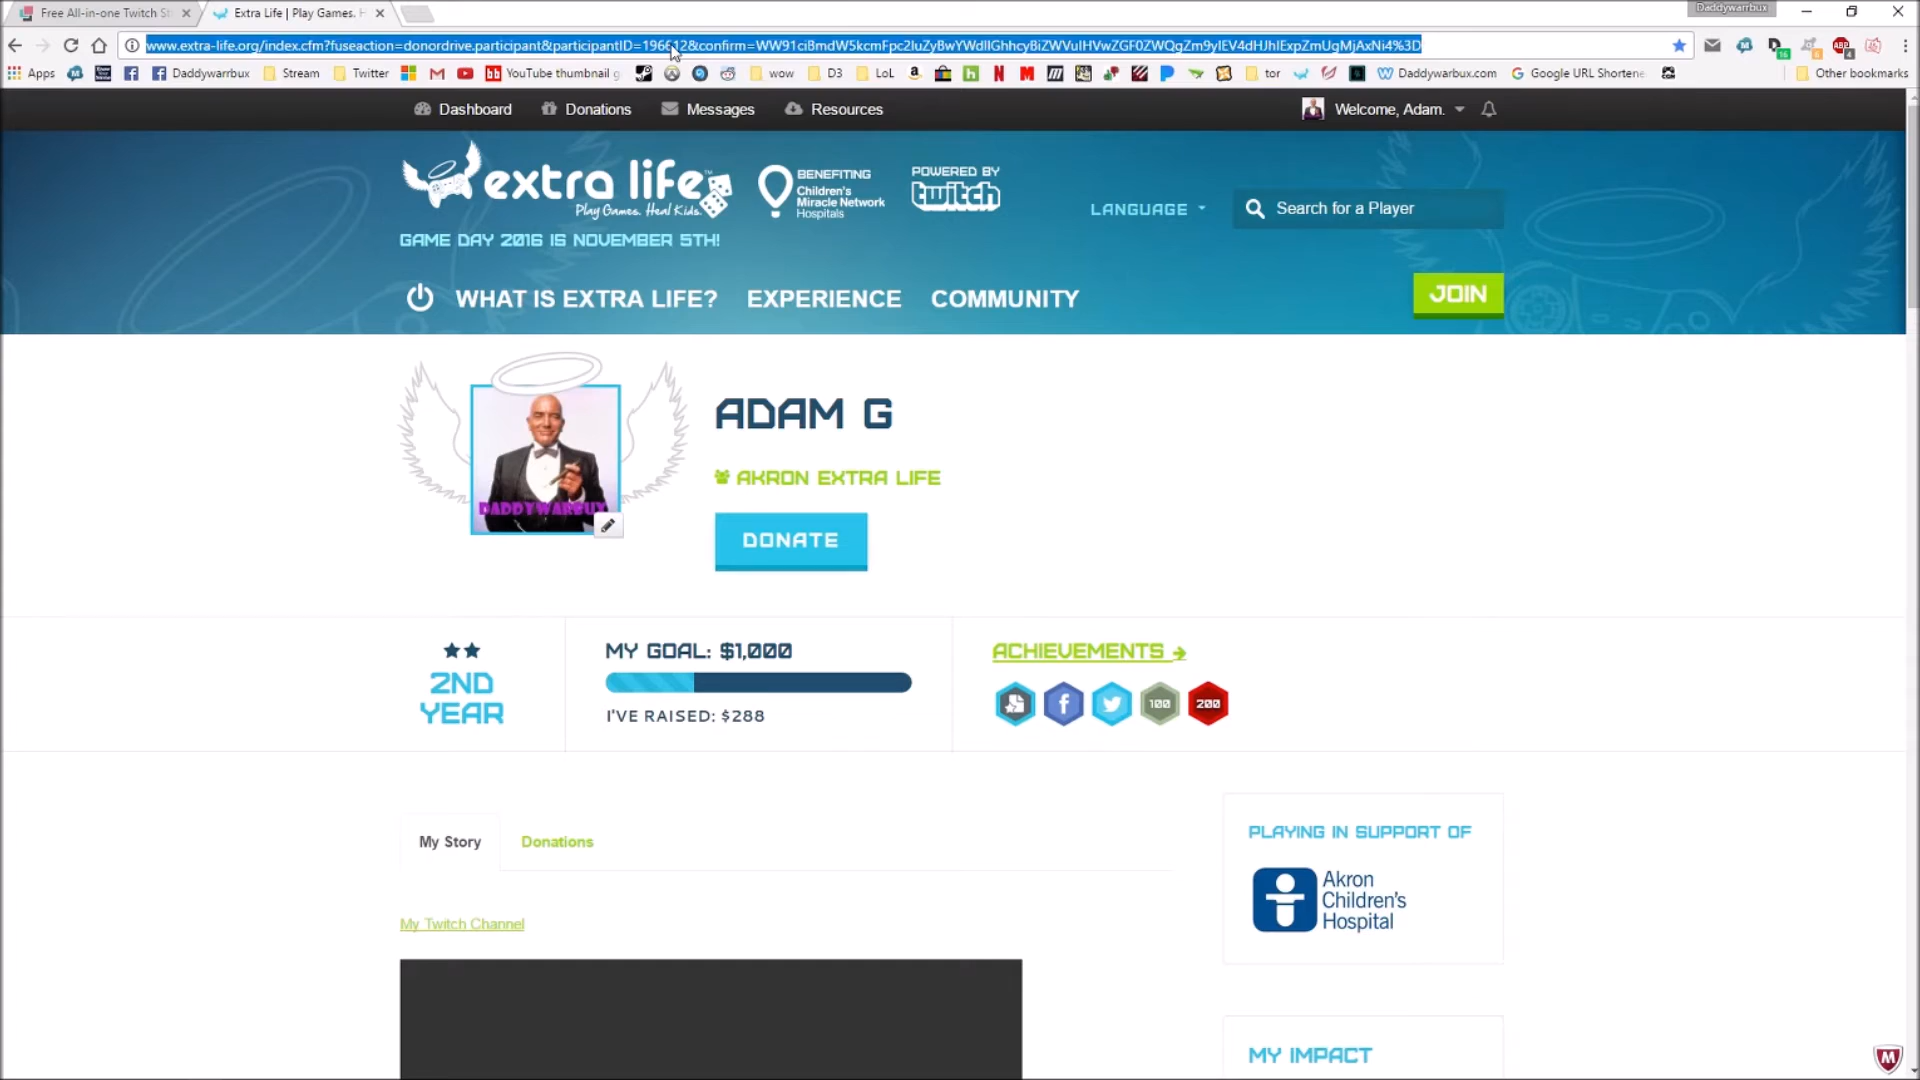 Free All-in-one Twitch St
Extra Life | Play Games. H
Daddywarrbux
www.extra-life.org/index.cfm?fuseaction=donordrive.participant&participantID=196612&confirm=
Apps
Daddywarbux
Stream
Twitter
YouTube thumbnail g
wow
D3
LoL
tor
Daddywarbux.com
Google URL Shortene
Other bookmarks
Dashboard
Donations
Messages
Resources
Welcome, Adam.
extra life
Play Games. Heal Kids.
BENEFITING
Children's
Miracle Network
Hospitals
POWERED BY
twitch
LANGUAGE
Search for a Player
GAME DAY 2016 IS NOVEMBER 5TH!
WHAT IS EXTRA LIFE?
EXPERIENCE
COMMUNITY
JOIN
DADDYWARBUX
ADAM G
AKRON EXTRA LIFE
DONATE
2ND
YEAR
MY GOAL: $1,000
I'VE RAISED: $288
ACHIEVEMENTS
100
200
My Story
Donations
My Twitch Channel
PLAYING IN SUPPORT OF
Akron
Children's
Hospital
MY IMPACT